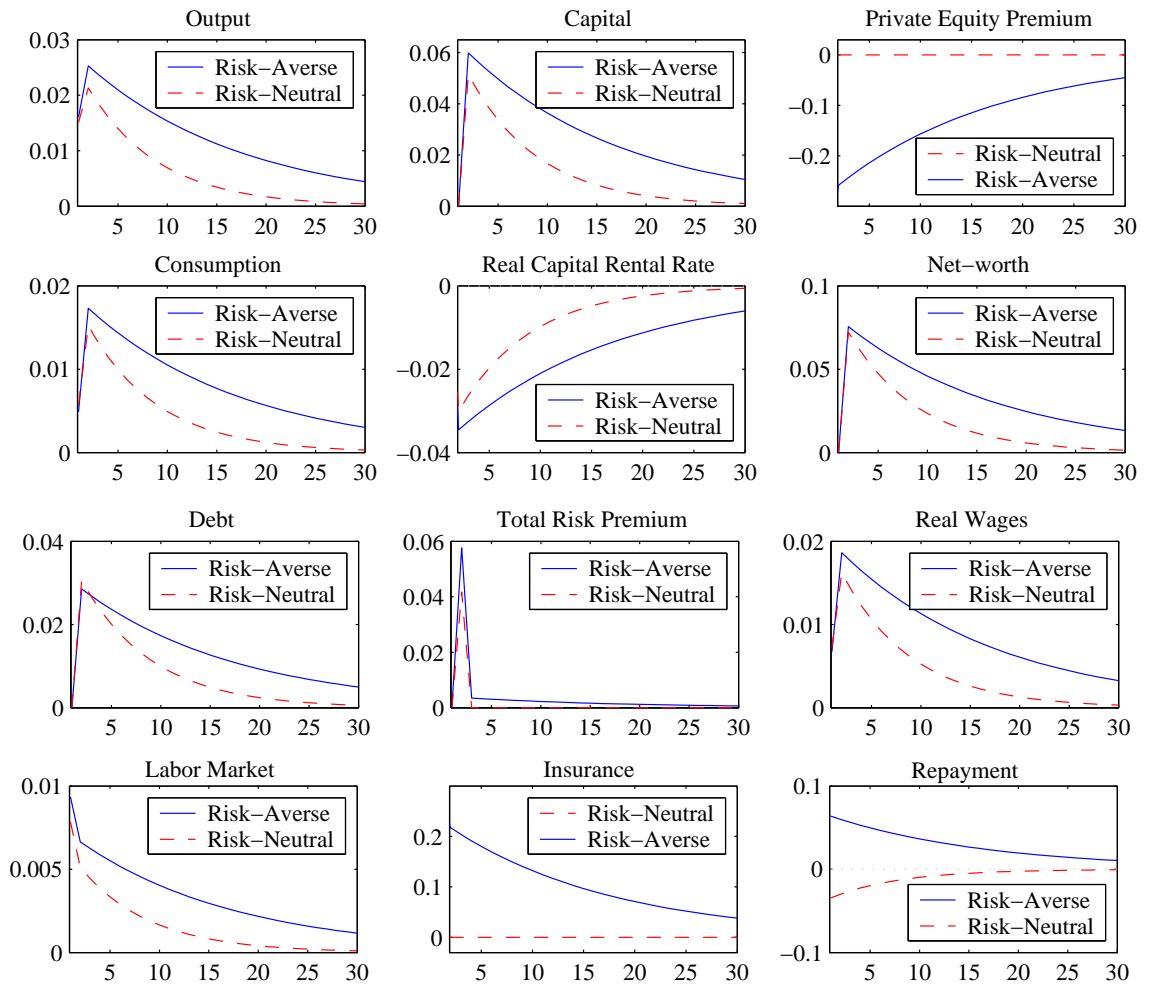 Output
0.03
0.02
0.01
0
5 10 15 20 25 30
Risk−Averse
Risk−Neutral
Capital
0.06
0.04
0.02
0
5 10 15 20 25 30
Risk−Averse
Risk−Neutral
Private Equity Premium
0
−0.1
−0.2
5 10 15 20 25 30
Risk−Neutral
Risk−Averse
Consumption
0.02
0.01
0
5 10 15 20 25 30
Risk−Averse
Risk−Neutral
Real Capital Rental Rate
0
−0.02
−0.04
5 10 15 20 25 30
Risk−Averse
Risk−Neutral
Net−worth
0.1
0.05
0
5 10 15 20 25 30
Risk−Averse
Risk−Neutral
Debt
0.04
0.02
0
5 10 15 20 25 30
Risk−Averse
Risk−Neutral
Total Risk Premium
0.06
0.04
0.02
0
5 10 15 20 25 30
Risk−Averse
Risk−Neutral
Real Wages
0.02
0.01
0
5 10 15 20 25 30
Risk−Averse
Risk−Neutral
Labor Market
0.01
0.005
0
5 10 15 20 25 30
Risk−Averse
Risk−Neutral
Insurance
0.2
0.1
0
5 10 15 20 25 30
Risk−Neutral
Risk−Averse
Repayment
0.1
0
−0.1
5 10 15 20 25 30
Risk−Averse
Risk−Neutral